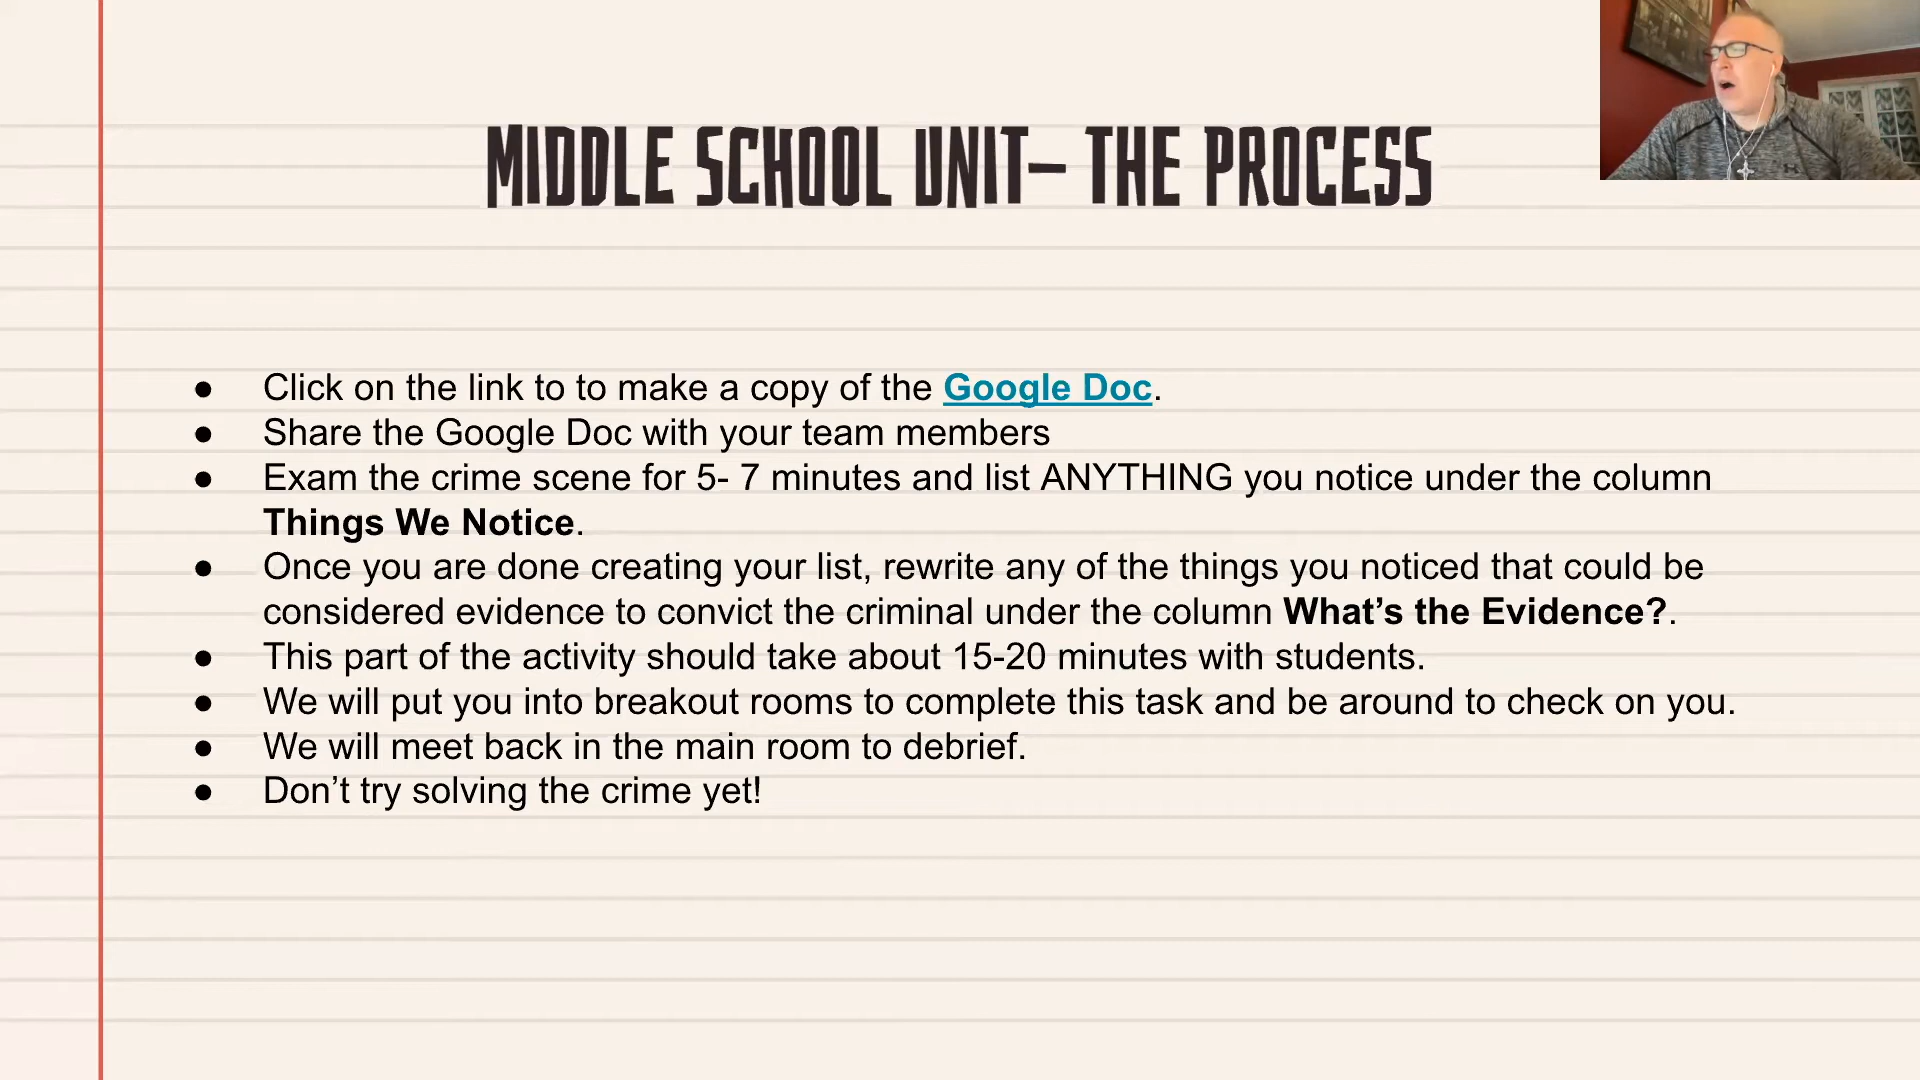 MIDDLE SCHOOL UNIT– THE PROCESS
● Click on the link to to make a copy of the Google Doc.
● Share the Google Doc with your team members
● Exam the crime scene for 5- 7 minutes and list ANYTHING you notice under the column
Things We Notice.
● Once you are done creating your list, rewrite any of the things you noticed that could be
considered evidence to convict the criminal under the column What’s the Evidence?.
● This part of the activity should take about 15-20 minutes with students.
● We will put you into breakout rooms to complete this task and be around to check on you.
● We will meet back in the main room to debrief.
● Don’t try solving the crime yet!